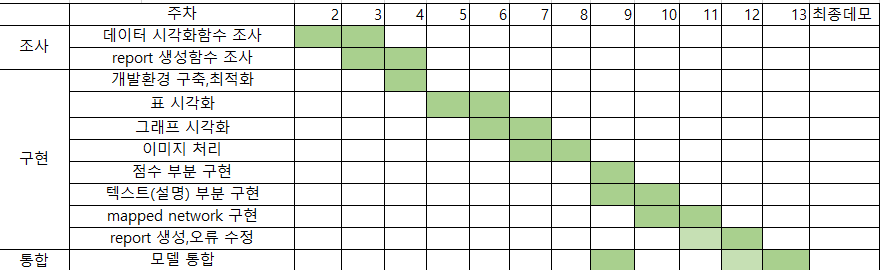 주차 2 3 4 5 6 7 8 9 10 11 12 13 최종데모
조사
데이터 시각화함수 조사
report 생성함수 조사
구현
개발환경 구축,최적화
표 시각화
그래프 시각화
이미지 처리
점수 부분 구현
텍스트(설명) 부분 구현
mapped network 구현
report 생성,오류 수정
통합
모델 통합